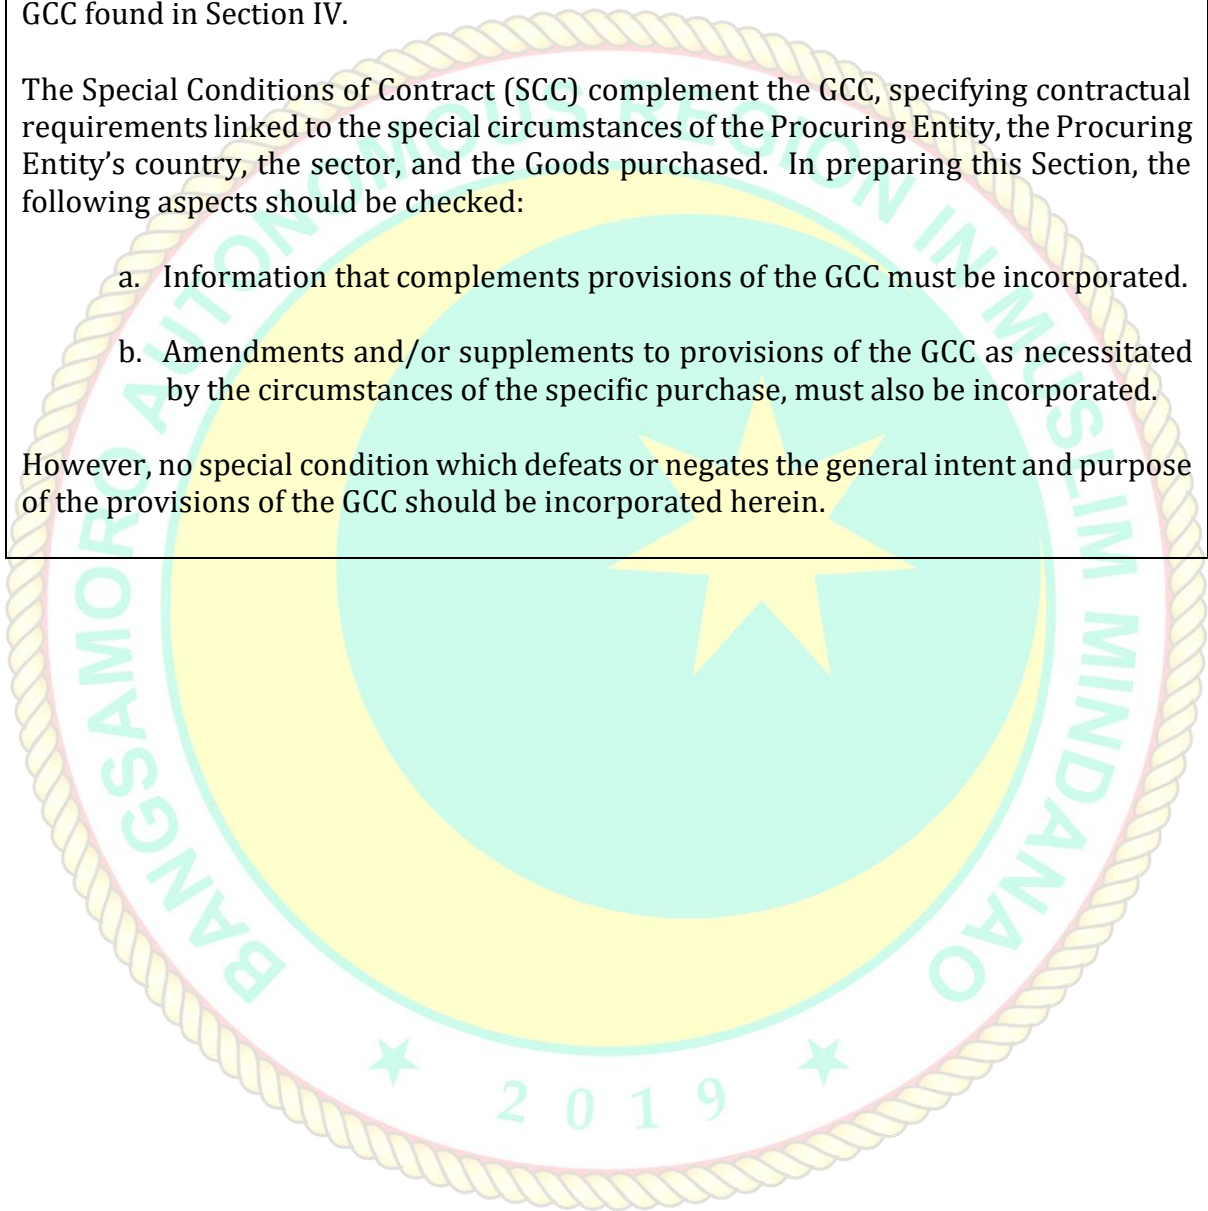 GCC found in Section IV.
The Special Conditions of Contract (SCC) complement the GCC, specifying contractual
requirements linked to the special circumstances of the Procuring Entity, the Procuring
Entity’s country, the sector, and the Goods purchased. In preparing this Section, the
following aspects should be checked:
a. Information that complements provisions of the GCC must be incorporated.
b. Amendments and/or supplements to provisions of the GCC as necessitated
by the circumstances of the specific purchase, must also be incorporated.
However, no special condition which defeats or negates the general intent and purpose
of the provisions of the GCC should be incorporated herein.
BANGSAMORO AUTONOMOUS REGION IN MUSLIM MINDANAO
2019